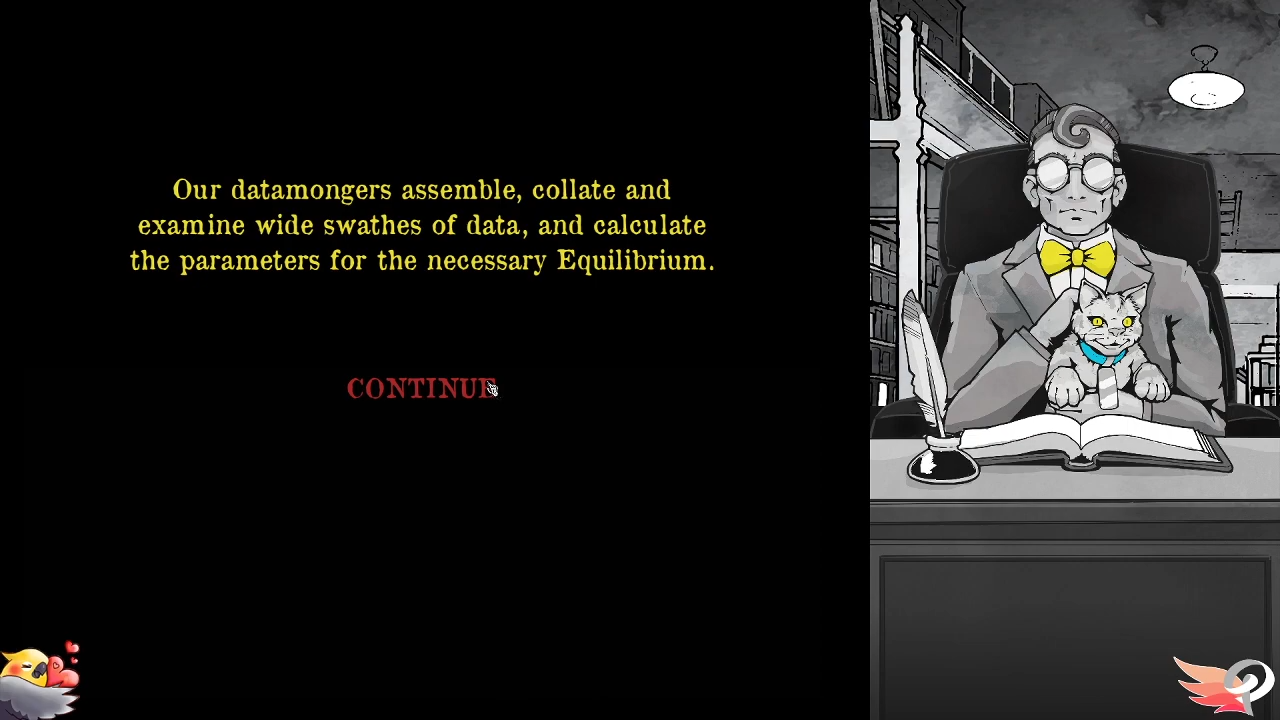 Our datamongers assemble, collate and
examine wide swathes of data, and calculate
the parameters for the necessary Equilibrium.
CONTINUE